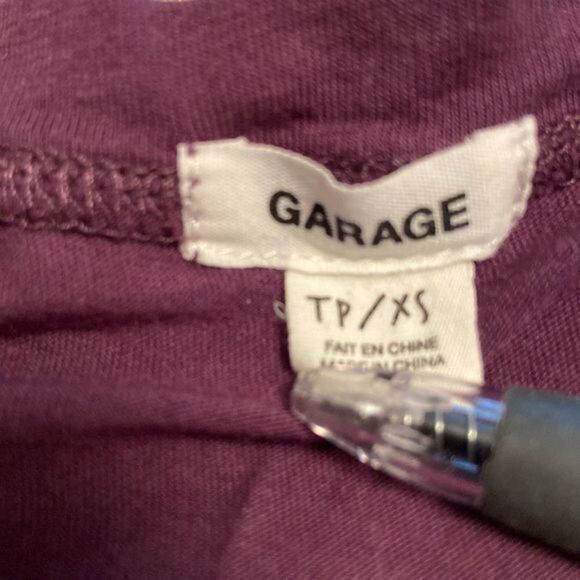 GARAGE
TP/XS
FAIT EN CHINE
MADE IN CHINA